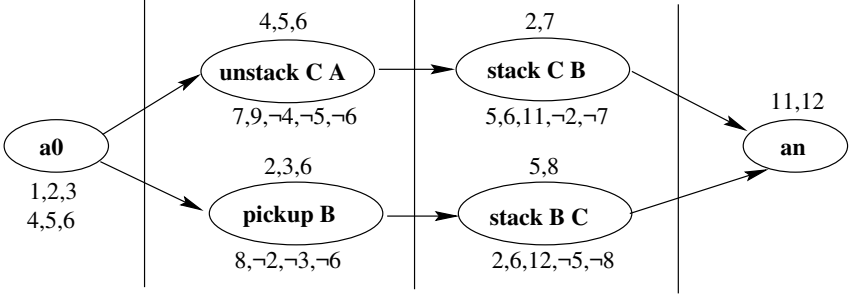 4,5,6
unstack C A
7,9,¬4,¬5,¬6
2,7
stack C B
5,6,11,¬2,¬7
a0
1,2,3
4,5,6
11,12
an
2,3,6
pickup B
8,¬2,¬3,¬6
5,8
stack B C
2,6,12,¬5,¬8